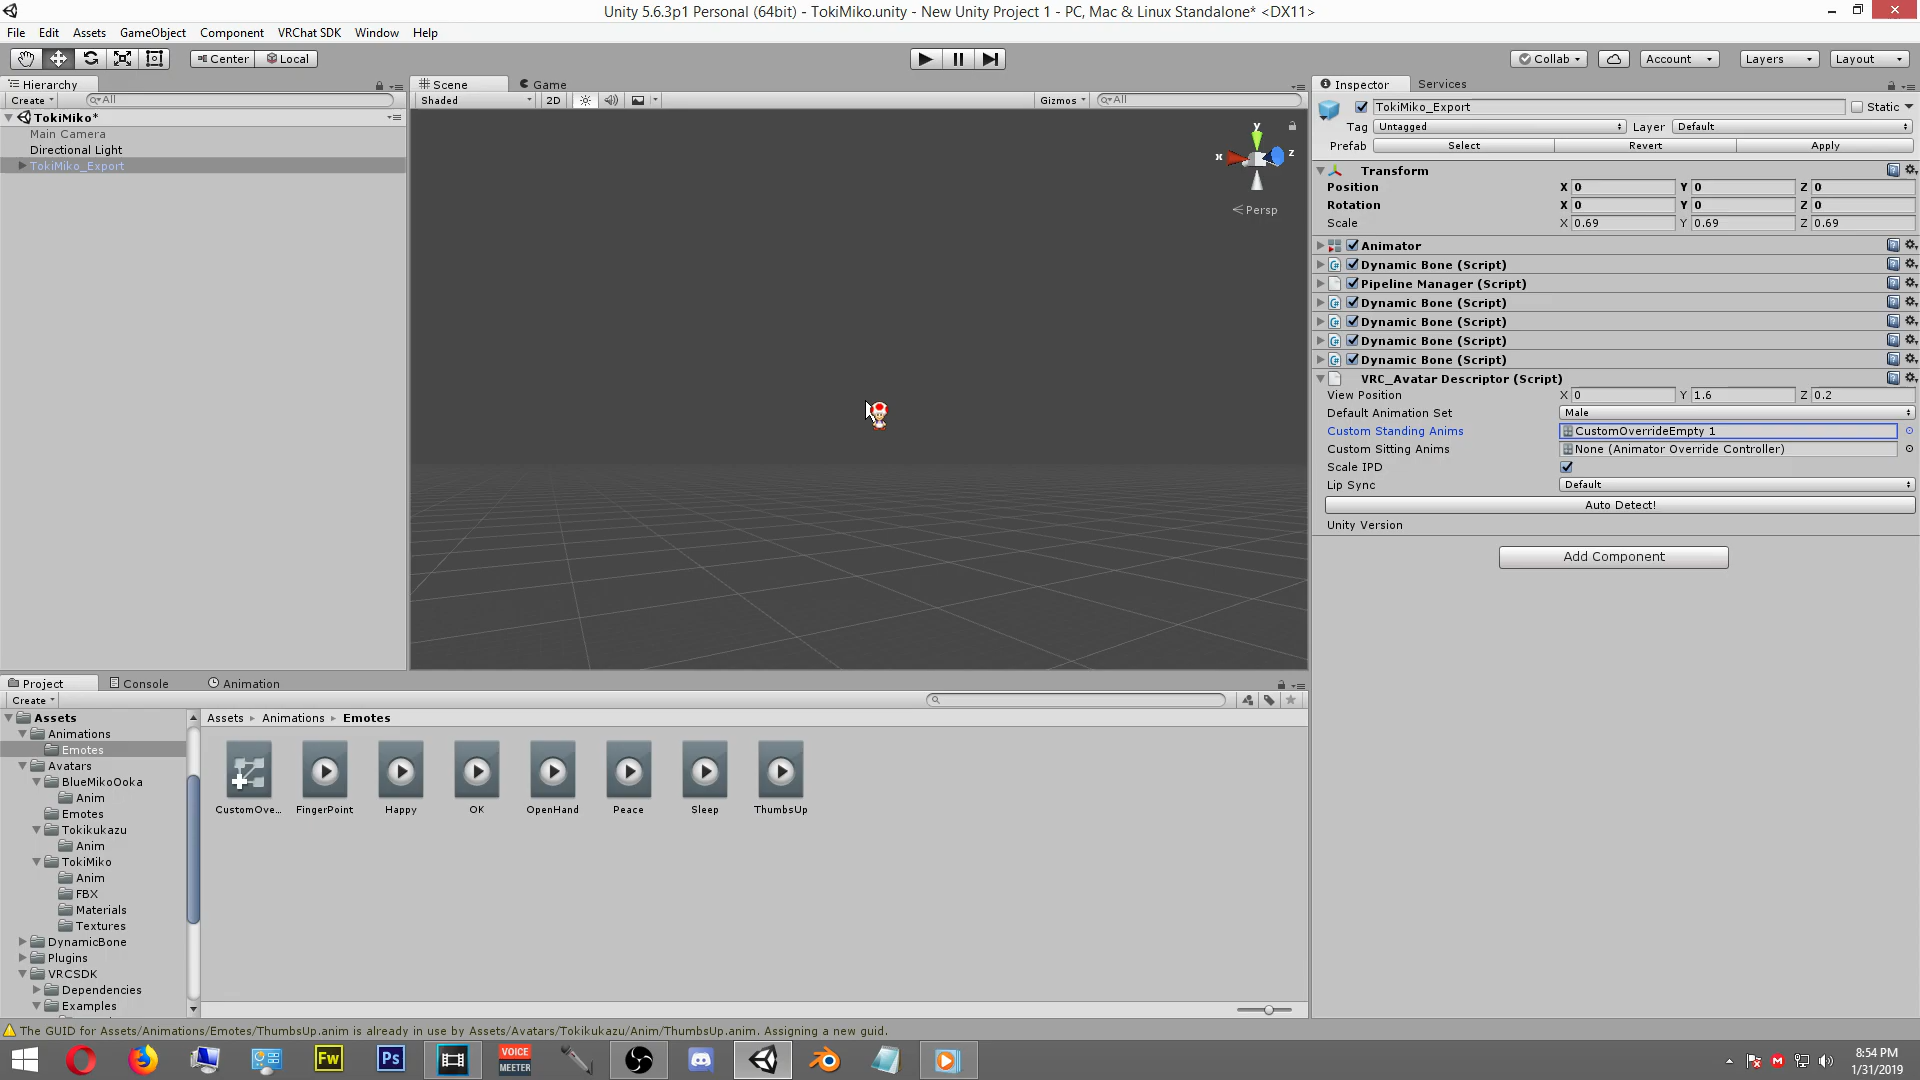 Unity 5.6.3p1 Personal (64bit) - TokiMiko.unity - New Unity Project 1 - PC, Mac & Linux Standalone* <DX11>
File Edit Assets GameObject Component VRChat SDK Window Help
Center Local Collab Account Layers Layout
Hierarchy
Create All
TokiMiko*
Main Camera
Directional Light
TokiMiko_Export
Scene Game
Shaded 2D Gizmos All
y
x z
Persp
Inspector Services
TokiMiko_Export Static
Tag Untagged Layer Default
Prefab Select Revert Apply
Transform
Position X 0 Y 0 Z 0
Rotation X 0 Y 0 Z 0
Scale X 0.69 Y 0.69 Z 0.69
Animator
Dynamic Bone (Script)
Pipeline Manager (Script)
Dynamic Bone (Script)
Dynamic Bone (Script)
Dynamic Bone (Script)
Dynamic Bone (Script)
VRC_Avatar Descriptor (Script)
View Position X 0 Y 1.6 Z 0.2
Default Animation Set Male
Custom Standing Anims CustomOverrideEmpty 1
Custom Sitting Anims None (Animator Override Controller)
Scale IPD
Lip Sync Default
Auto Detect!
Unity Version
Add Component
Project Console Animation
Create
Assets
Animations
Emotes
Avatars
BlueMikoOoka
Anim
Emotes
Tokikukazu
Anim
TokiMiko
Anim
FBX
Materials
Textures
DynamicBone
Plugins
VRCSDK
Dependencies
Examples
Assets Animations Emotes
CustomOve... FingerPoint Happy OK OpenHand Peace Sleep ThumbsUp
The GUID for Assets/Animations/Emotes/ThumbsUp.anim is already in use by Assets/Avatars/Tokikukazu/Anim/ThumbsUp.anim. Assigning a new guid.
Fw Ps VOICE MEETER
8:54 PM
1/31/2019